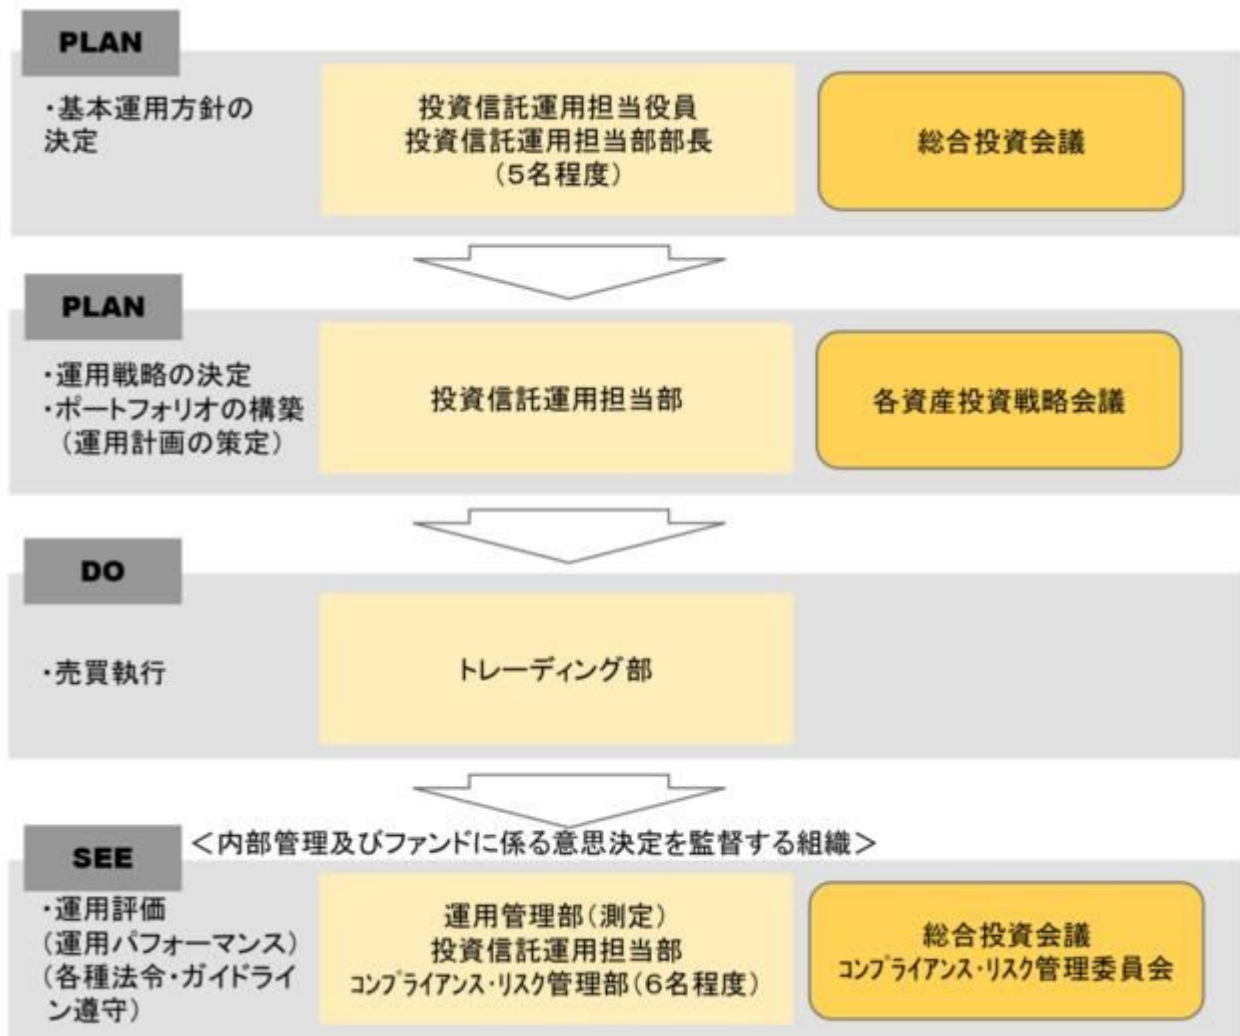 PLAN
・基本運用方針の
決定
投資信託運用担当役員
投資信託運用担当部部長
(5名程度)
総合投資会議
PLAN
・運用戦略の決定
・ポートフォリオの構築
(運用計画の策定)
投資信託運用担当部
各資産投資戦略会議
DO
・売買執行
トレーディング部
SEE
<内部管理及びファンドに係る意思決定を監督する組織>
・運用評価
(運用パフォーマンス)
(各種法令・ガイドライ
ン遵守)
運用管理部(測定)
投資信託運用担当部
コンプライアンス・リスク管理部(6名程度)
総合投資会議
コンプライアンス・リスク管理委員会